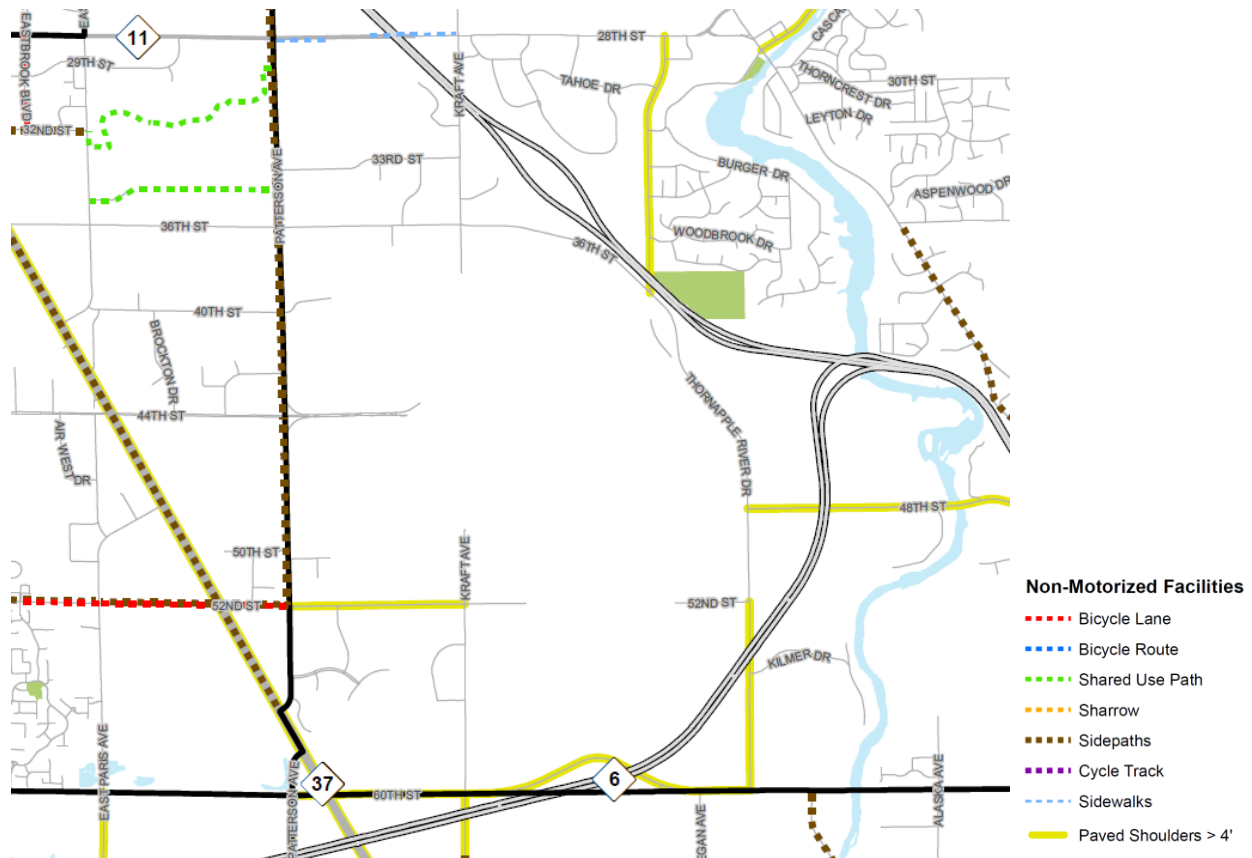 EAS
EASTBROOK BLVD
11
28TH ST
CASCA
29TH ST
KRAFT AVE
TAHOE DR
THORNCREST DR
30TH ST
LEYTON DR
32ND ST
PATTERSON AVE
33RD ST
BURGER DR
ASPENWOOD DR
36TH ST
36TH ST
WOODBROOK DR
40TH ST
BROCKTON DR
44TH ST
THORNAPPLE RIVER DR
AIR WEST
DR
48TH ST
50TH ST
KRAFT AVE
52ND ST
52ND ST
KILMER DR
EAST PARIS AVE
PATTERSON AVE
37
60TH ST
6
EGAN AVE
ALASKA AVE
Non-Motorized Facilities
Bicycle Lane
Bicycle Route
Shared Use Path
Sharrow
Sidepaths
Cycle Track
Sidewalks
Paved Shoulders > 4'